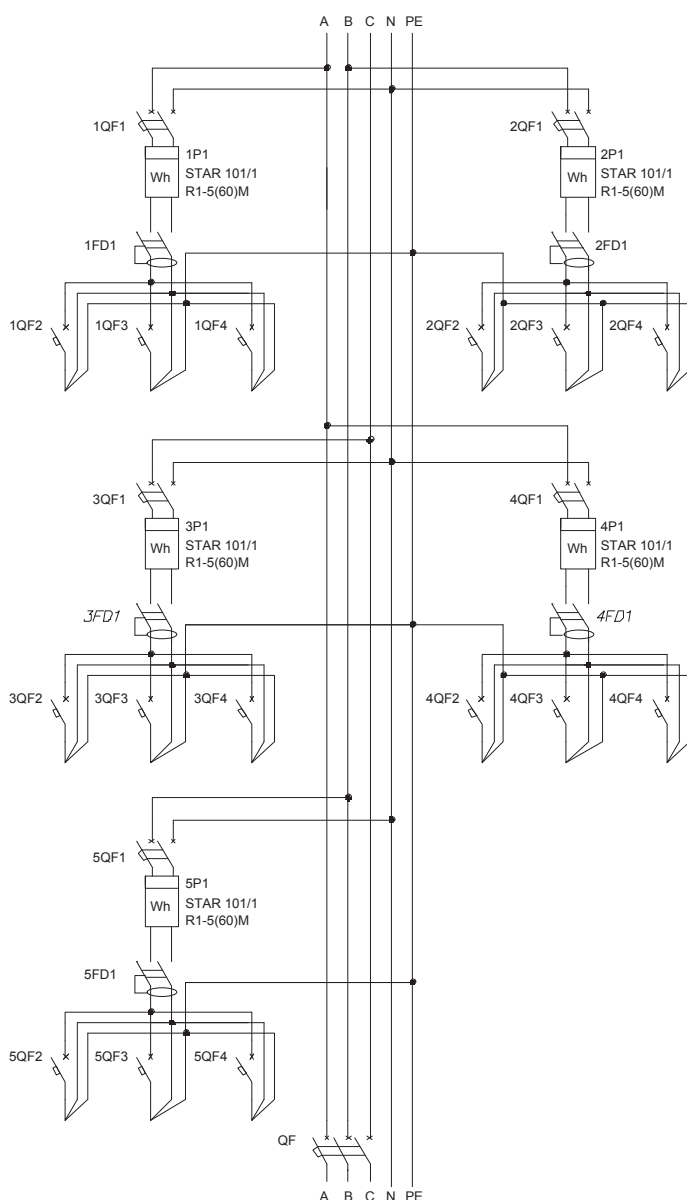 A B C N PE
1QF1
1P1
Wh
STAR 101/1
R1-5(60)M
1FD1
1QF2 1QF3 1QF4
2QF1
2P1
Wh
STAR 101/1
R1-5(60)M
2FD1
2QF2 2QF3 2QF4
3QF1
3P1
Wh
STAR 101/1
R1-5(60)M
3FD1
3QF2 3QF3 3QF4
4QF1
4P1
Wh
STAR 101/1
R1-5(60)M
4FD1
4QF2 4QF3 4QF4
5QF1
5P1
Wh
STAR 101/1
R1-5(60)M
5FD1
5QF2 5QF3 5QF4
QF
A B C N PE